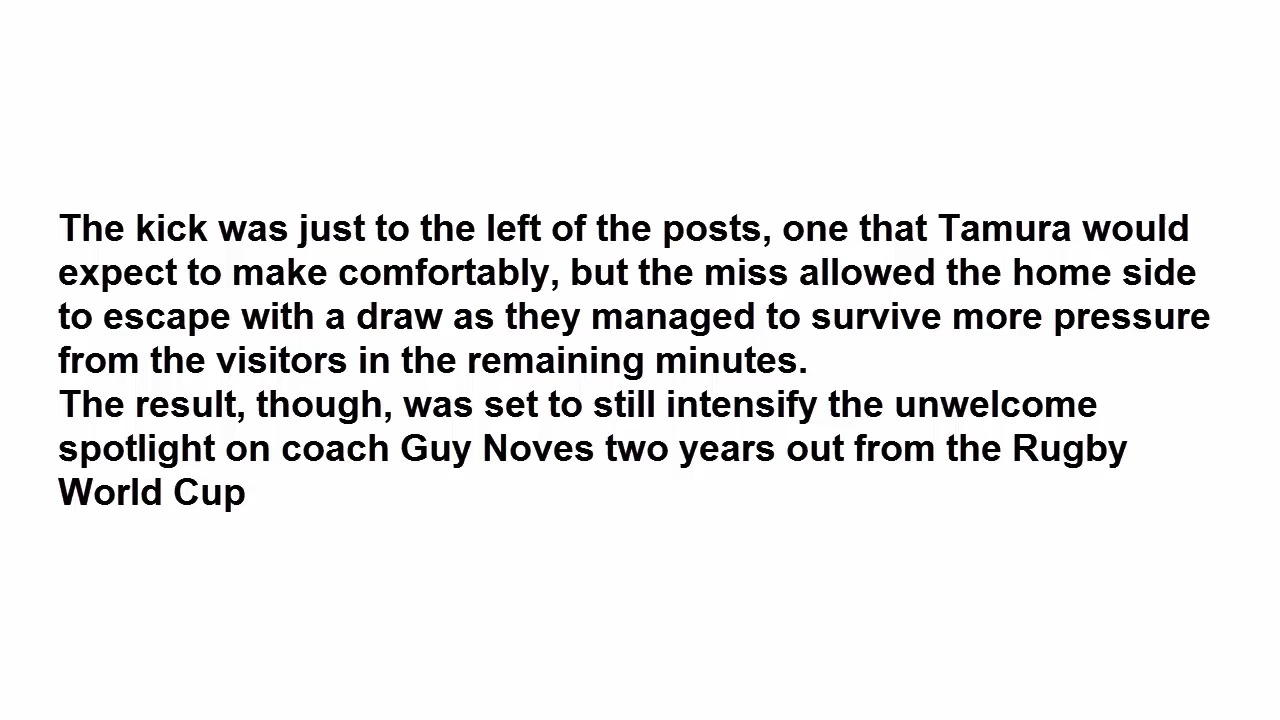 The kick was just to the left of the posts, one that Tamura would
expect to make comfortably, but the miss allowed the home side
to escape with a draw as they managed to survive more pressure
from the visitors in the remaining minutes.
The result, though, was set to still intensify the unwelcome
spotlight on coach Guy Noves two years out from the Rugby
World Cup